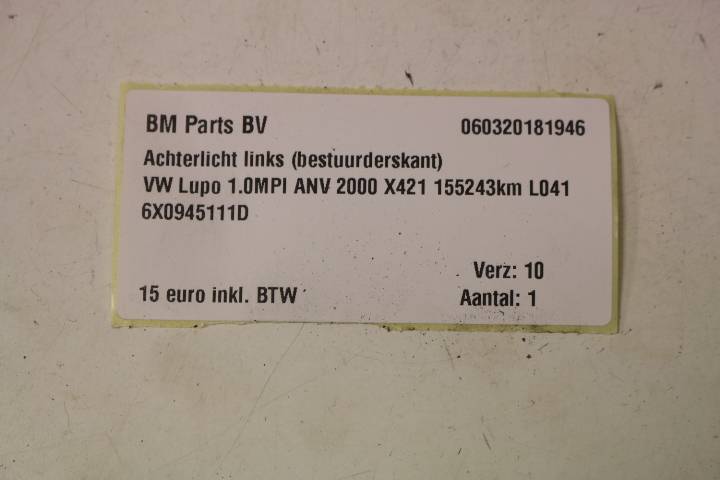 BM Parts BV 060320181946
Achterlicht links (bestuurderskant)
VW Lupo 1.0MPI ANV 2000 X421 155243km L041
6X0945111D
Verz: 10
15 euro inkl. BTW Aantal: 1